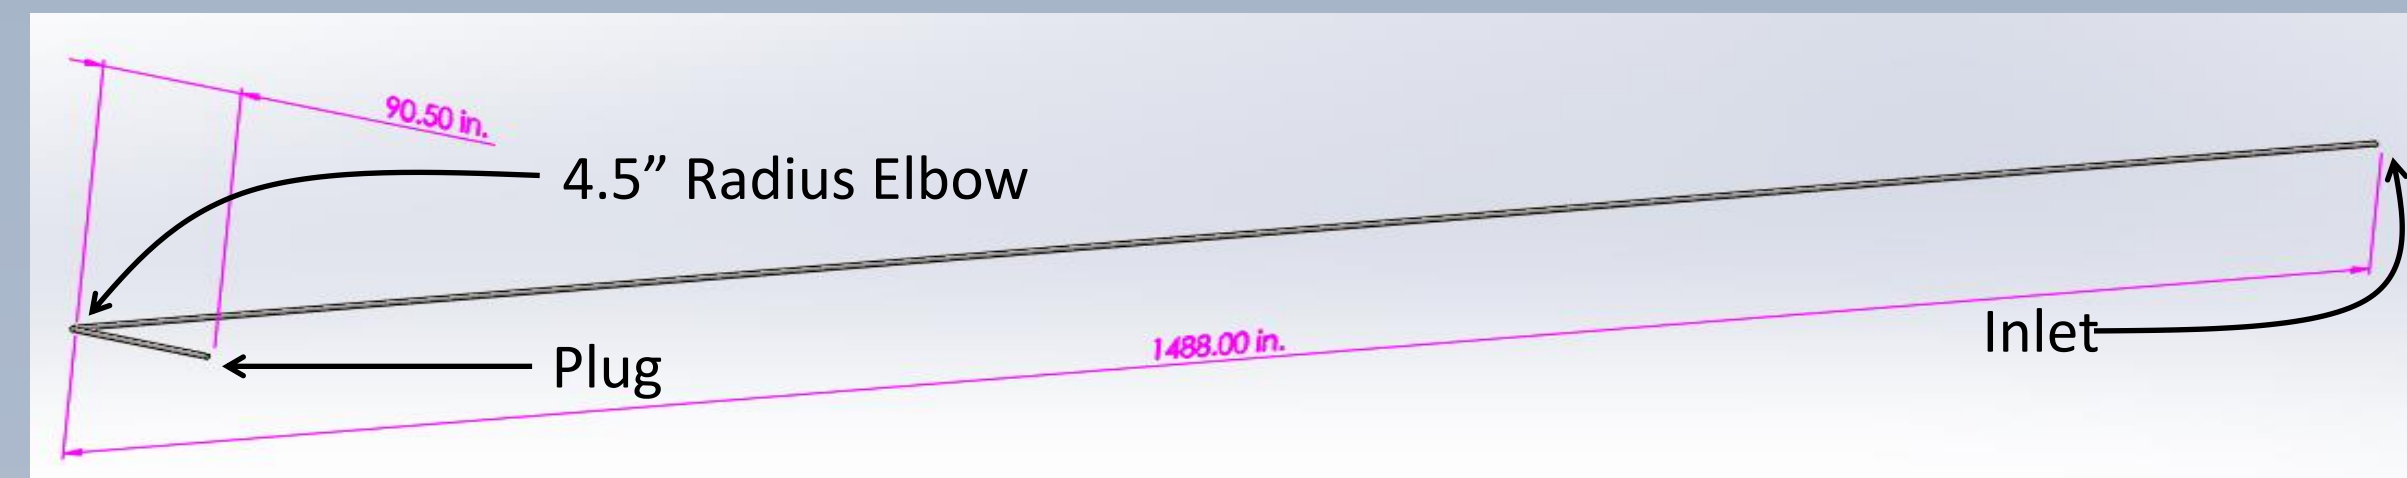 90.50 in.
4.5” Radius Elbow
Inlet
1488.00 in.
Plug